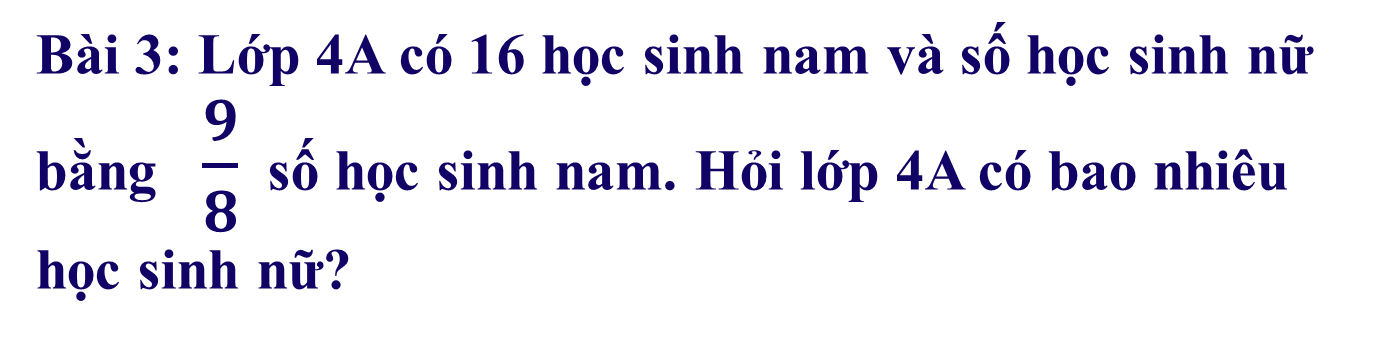 Bài 3: Lớp 4A có 16 học sinh nam và số học sinh nữ
bằng 9/8 số học sinh nam. Hỏi lớp 4A có bao nhiêu
học sinh nữ?